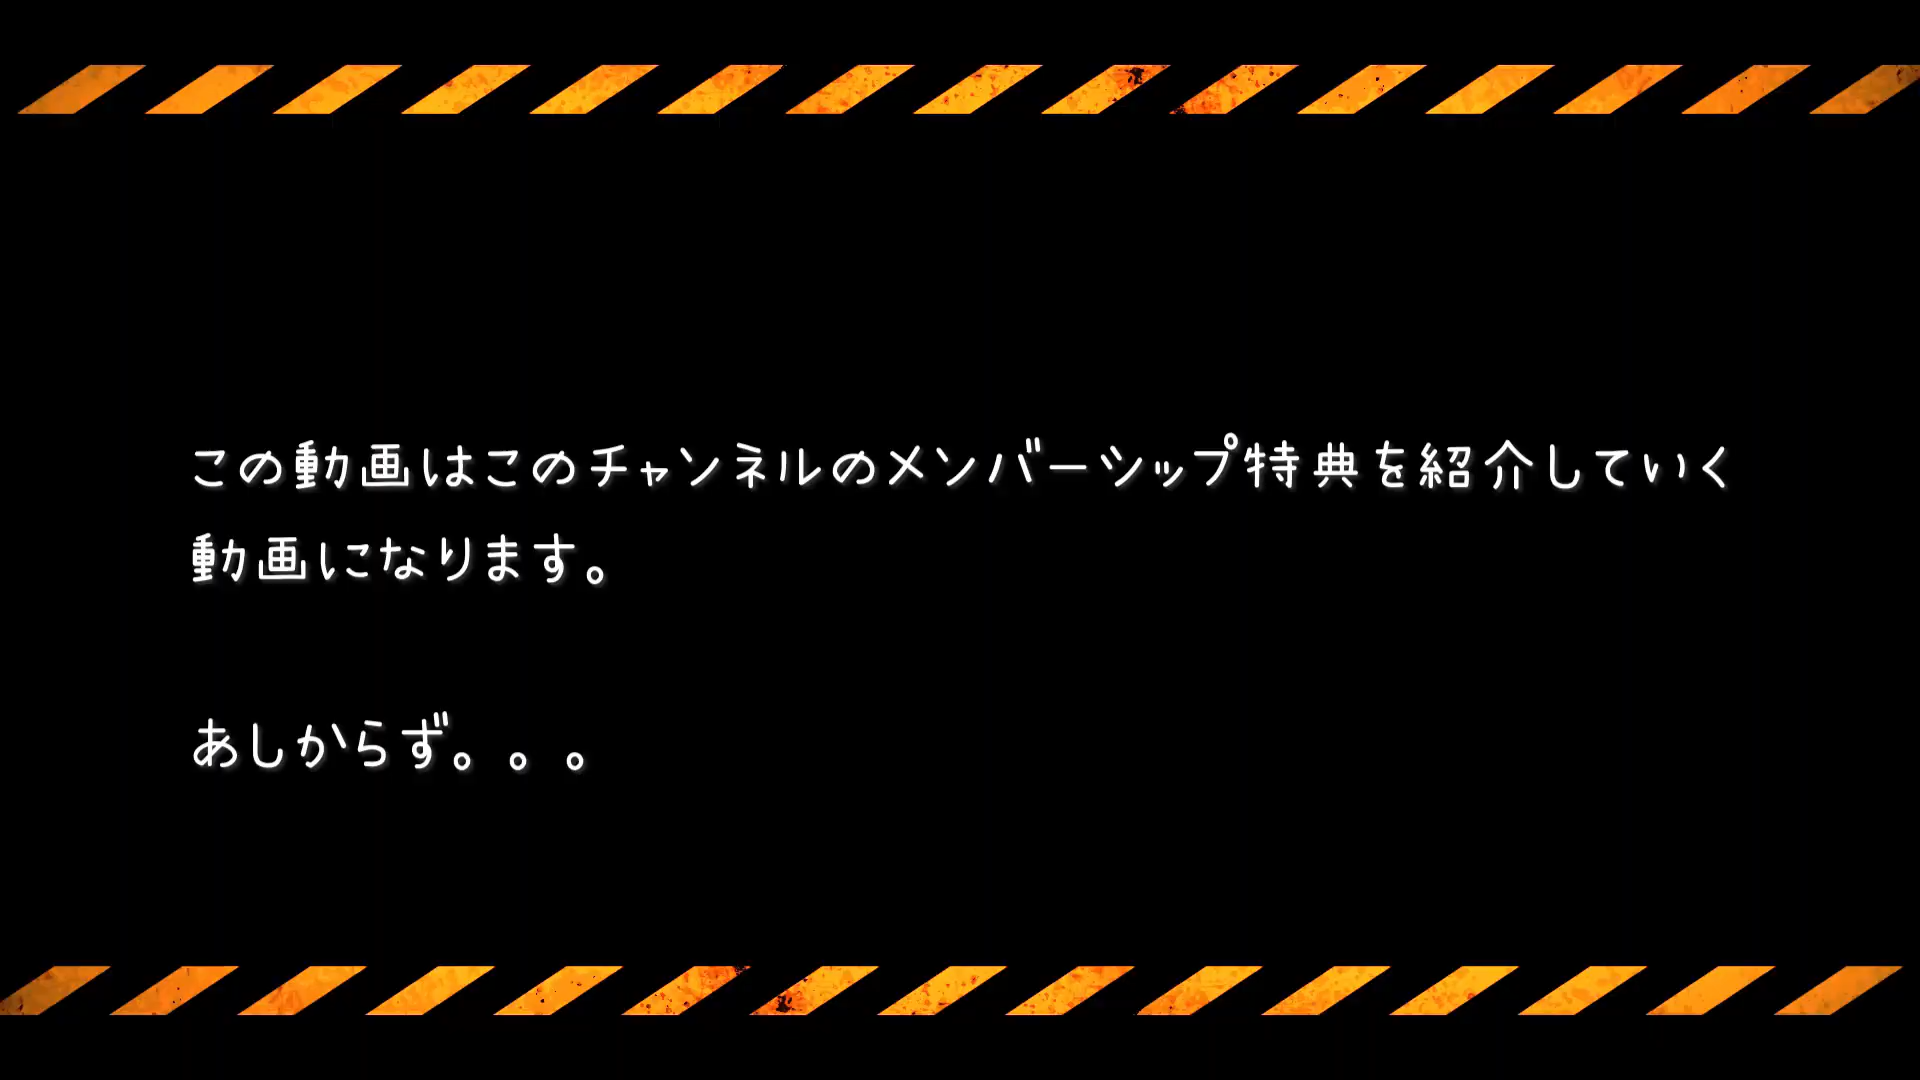 この動画はこのチャンネルのメンバーシップ特典を紹介していく
動画になります。
あしからず。。。